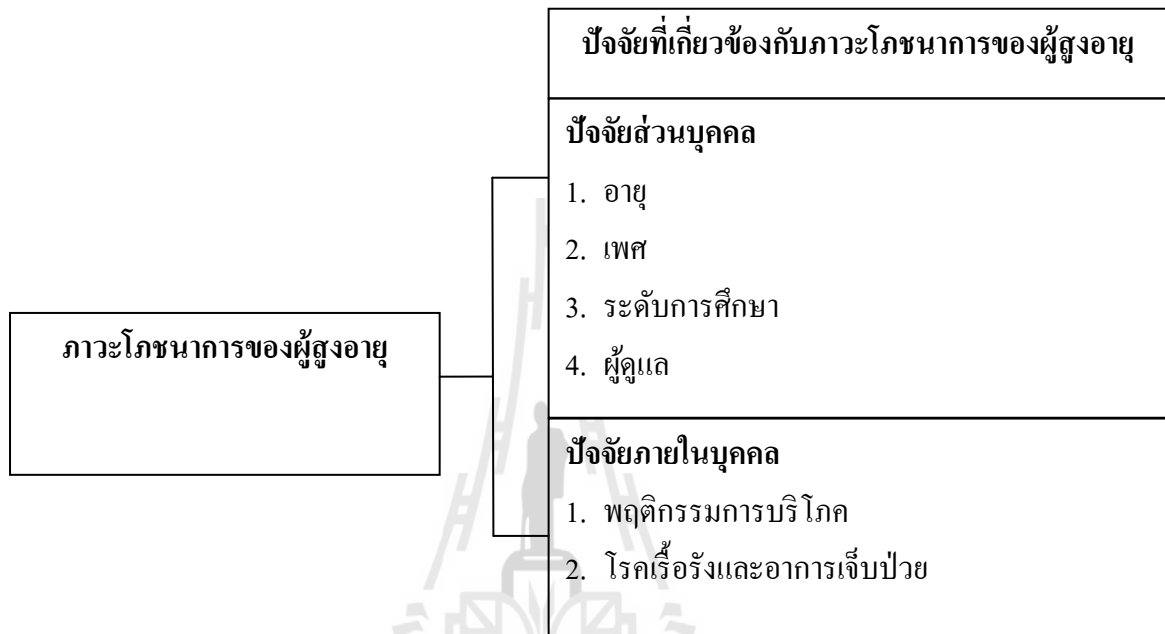 ปัจจัยที่เกี่ยวข้องกับภาวะโภชนาการของผู้สูงอายุ
ปัจจัยส่วนบุคคล
1. อายุ
2. เพศ
3. ระดับการศึกษา
4. ผู้ดูแล
ภาวะโภชนาการของผู้สูงอายุ
ปัจจัยภายในบุคคล
1. พฤติกรรมการบริโภค
2. โรคเรื้อรังและอาการเจ็บป่วย